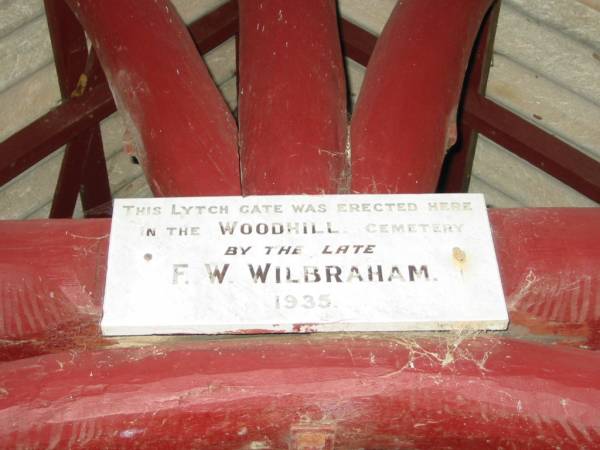 THIS LYTCH GATE WAS ERECTED HERE
IN THE WOODHILL. CEMETERY
BY THE LATE
F. W. WILBRAHAM.
1935.